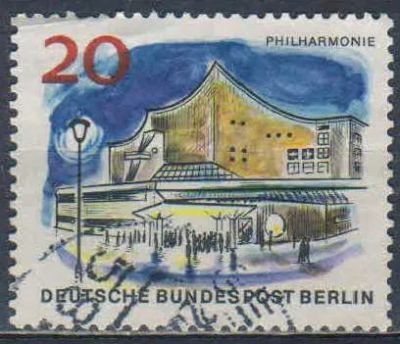 20
PHILHARMONIE
DEUTSCHE BUNDESPOST BERLIN